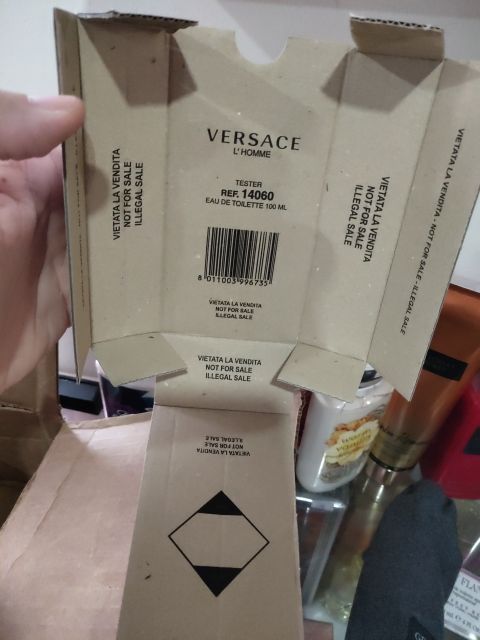 VERSACE
L'HOMME
TESTER
REF. 14060
EAU DE TOILETTE 100 ML
8 011003 996735
VIETATA LA VENDITA
NOT FOR SALE
ILLEGAL SALE
VIETATA LA VENDITA
NOT FOR SALE
ILLEGAL SALE
VIETATA LA VENDITA
NOT FOR SALE
ILLEGAL SALE
VIETATA LA VENDITA - NOT FOR SALE - ILLEGAL SALE
VIETATA LA VENDITA
NOT FOR SALE
ILLEGAL SALE
VIETATA LA VENDITA
NOT FOR SALE
ILLEGAL SALE
WARM